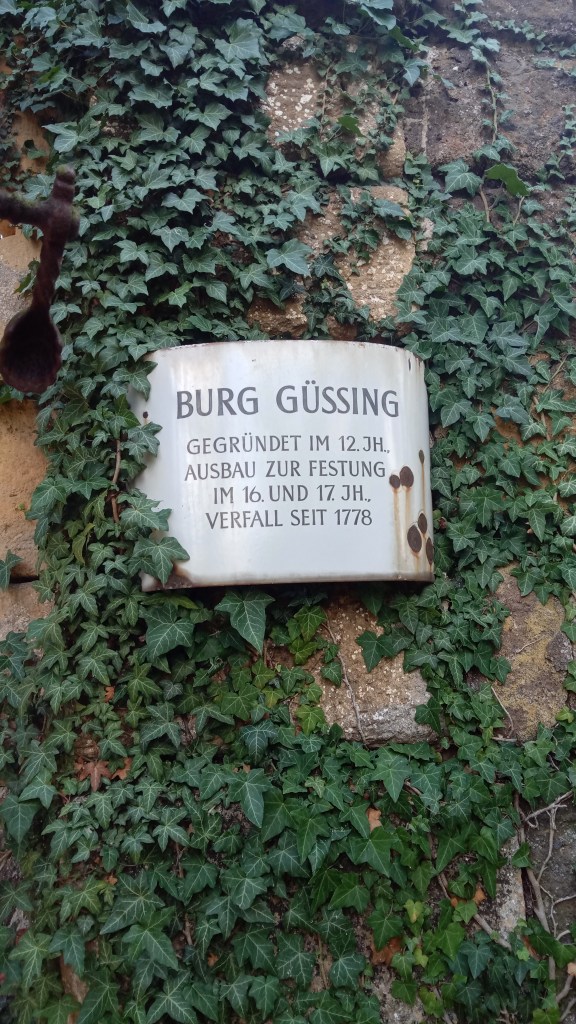 BURG GÜSSING
GEGRÜNDET IM 12. JH.,
AUSBAU ZUR FESTUNG
IM 16. UND 17. JH.,
VERFALL SEIT 1778